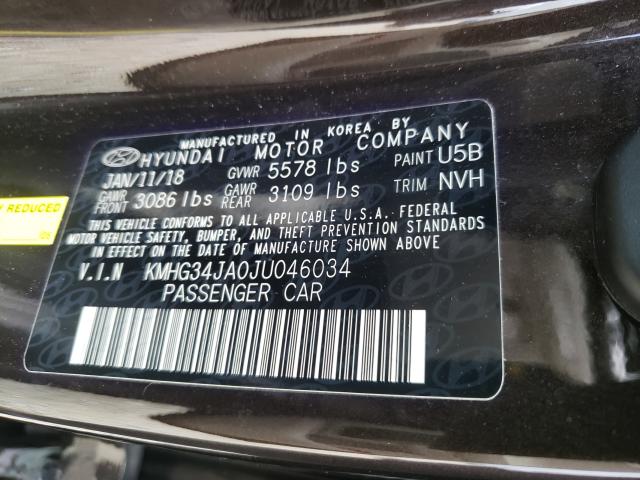 MANUFACTURED IN KOREA BY
HYUNDAI MOTOR COMPANY
JAN/11/18 GVWR 5578 lbs PAINT U5B
GAWR FRONT 3086 lbs GAWR REAR 3109 lbs TRIM NVH
THIS VEHICLE CONFORMS TO ALL APPLICABLE U.S.A. FEDERAL
MOTOR VEHICLE SAFETY, BUMPER, AND THEFT PREVENTION STANDARDS
IN EFFECT ON THE DATE OF MANUFACTURE SHOWN ABOVE.
V.I.N KMHG34JA0JU046034
PASSENGER CAR
REDUCED